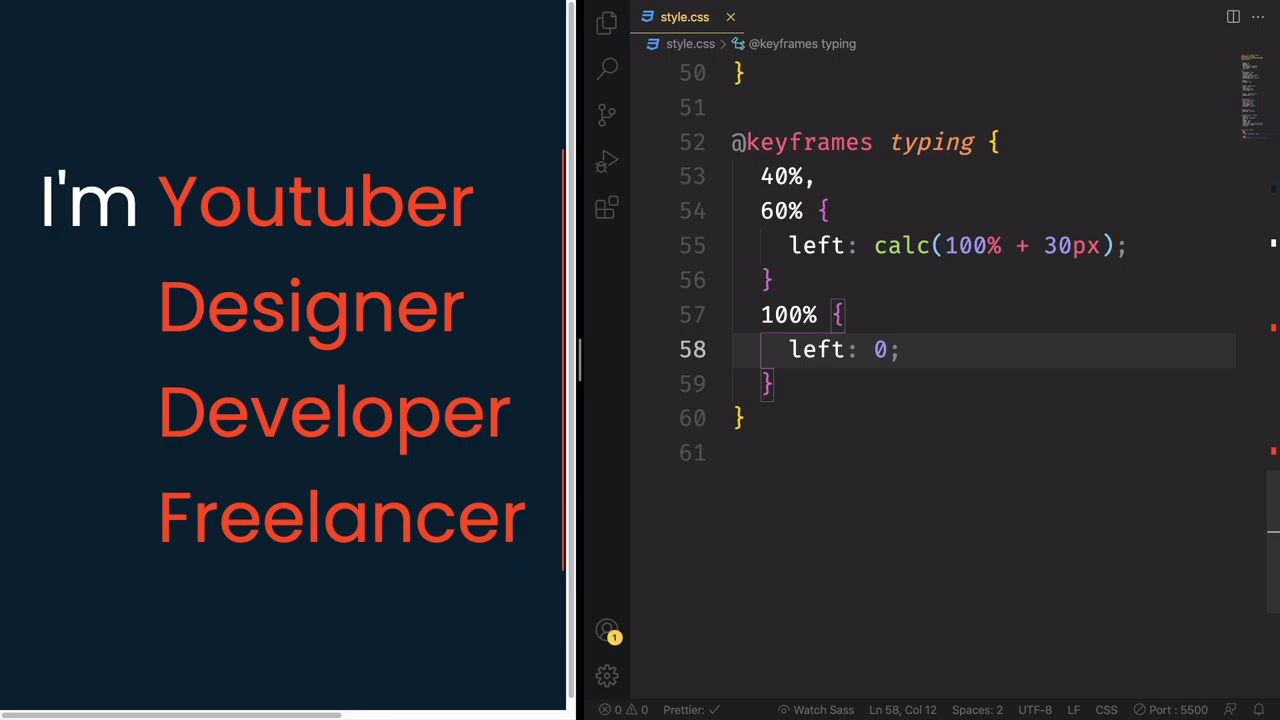 I'm Youtuber
Designer
Developer
Freelancer
style.css
style.css > @keyframes typing
50 }
51
52 @keyframes typing {
53 40%,
54 60% {
55 left: calc(100% + 30px);
56 }
57 100% {
58 left: 0;
59 }
60 }
61
1
0 0 Prettier: Watch Sass Ln 58, Col 12 Spaces: 2 UTF-8 LF CSS Port : 5500